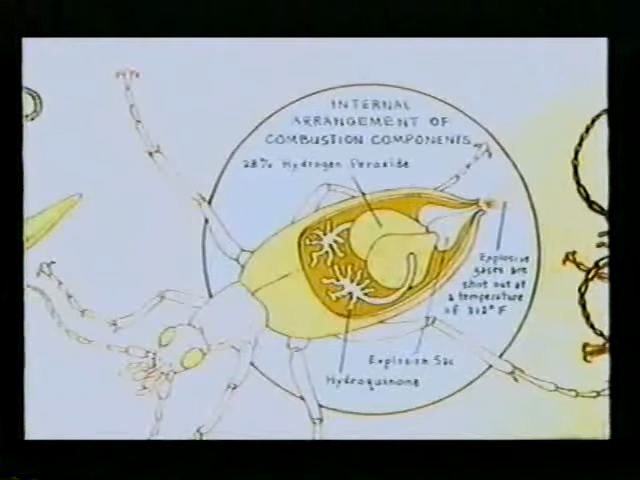 INTERNAL
ARRANGEMENT OF
COMBUSTION COMPONENTS
28% Hydrogen Peroxide
Explosive
gases are
shot out at
a temperature
of 212° F
Explosion Sac
Hydroquinone